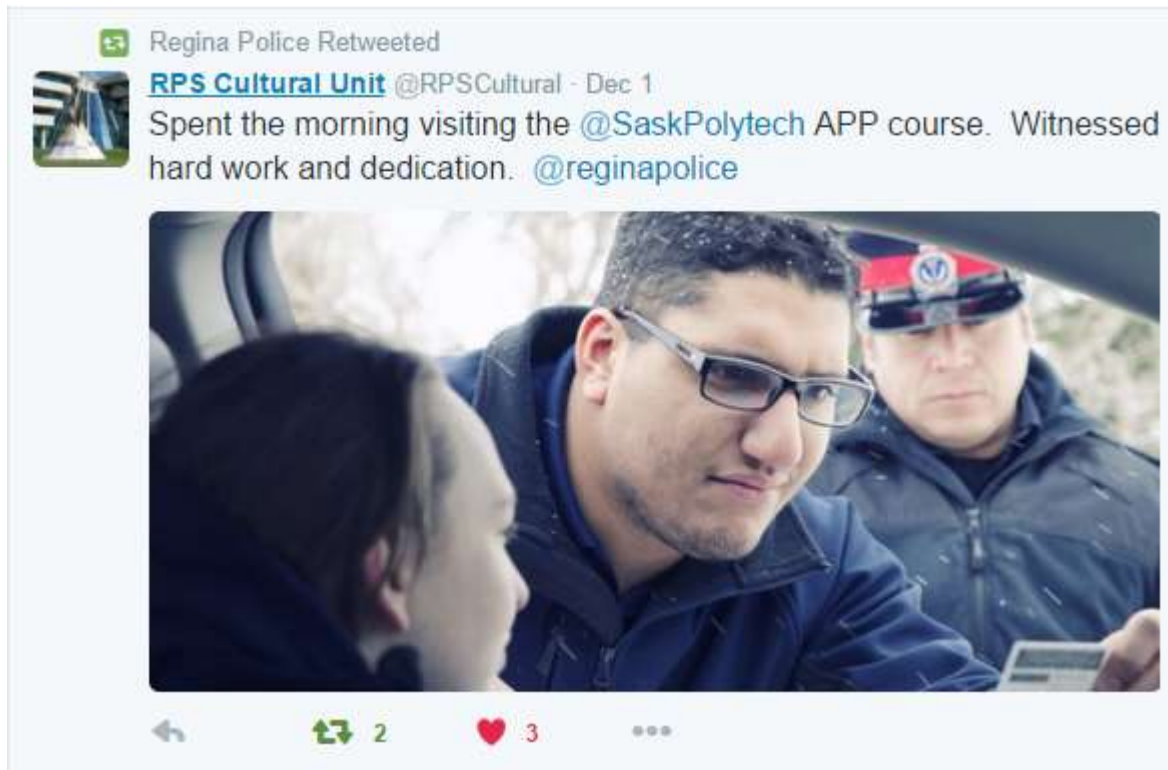 Regina Police Retweeted
RPS Cultural Unit @RPSCultural · Dec 1
Spent the morning visiting the @SaskPolytech APP course.  Witnessed
hard work and dedication.  @reginapolice
2 3